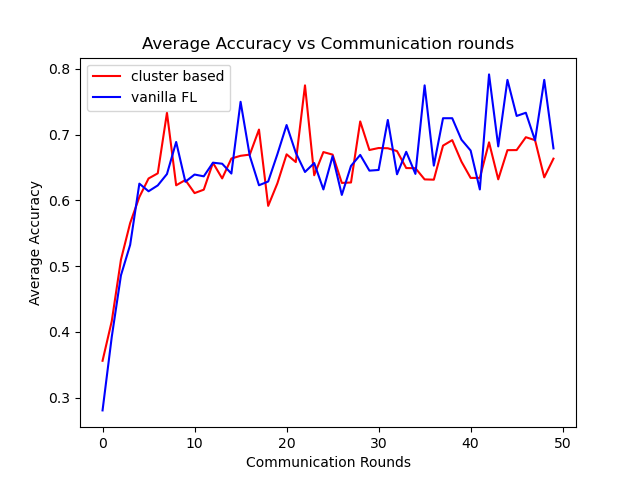 Average Accuracy vs Communication rounds
cluster based
vanilla FL
0.8
0.7
0.6
0.5
0.4
0.3
Average Accuracy
0 10 20 30 40 50
Communication Rounds